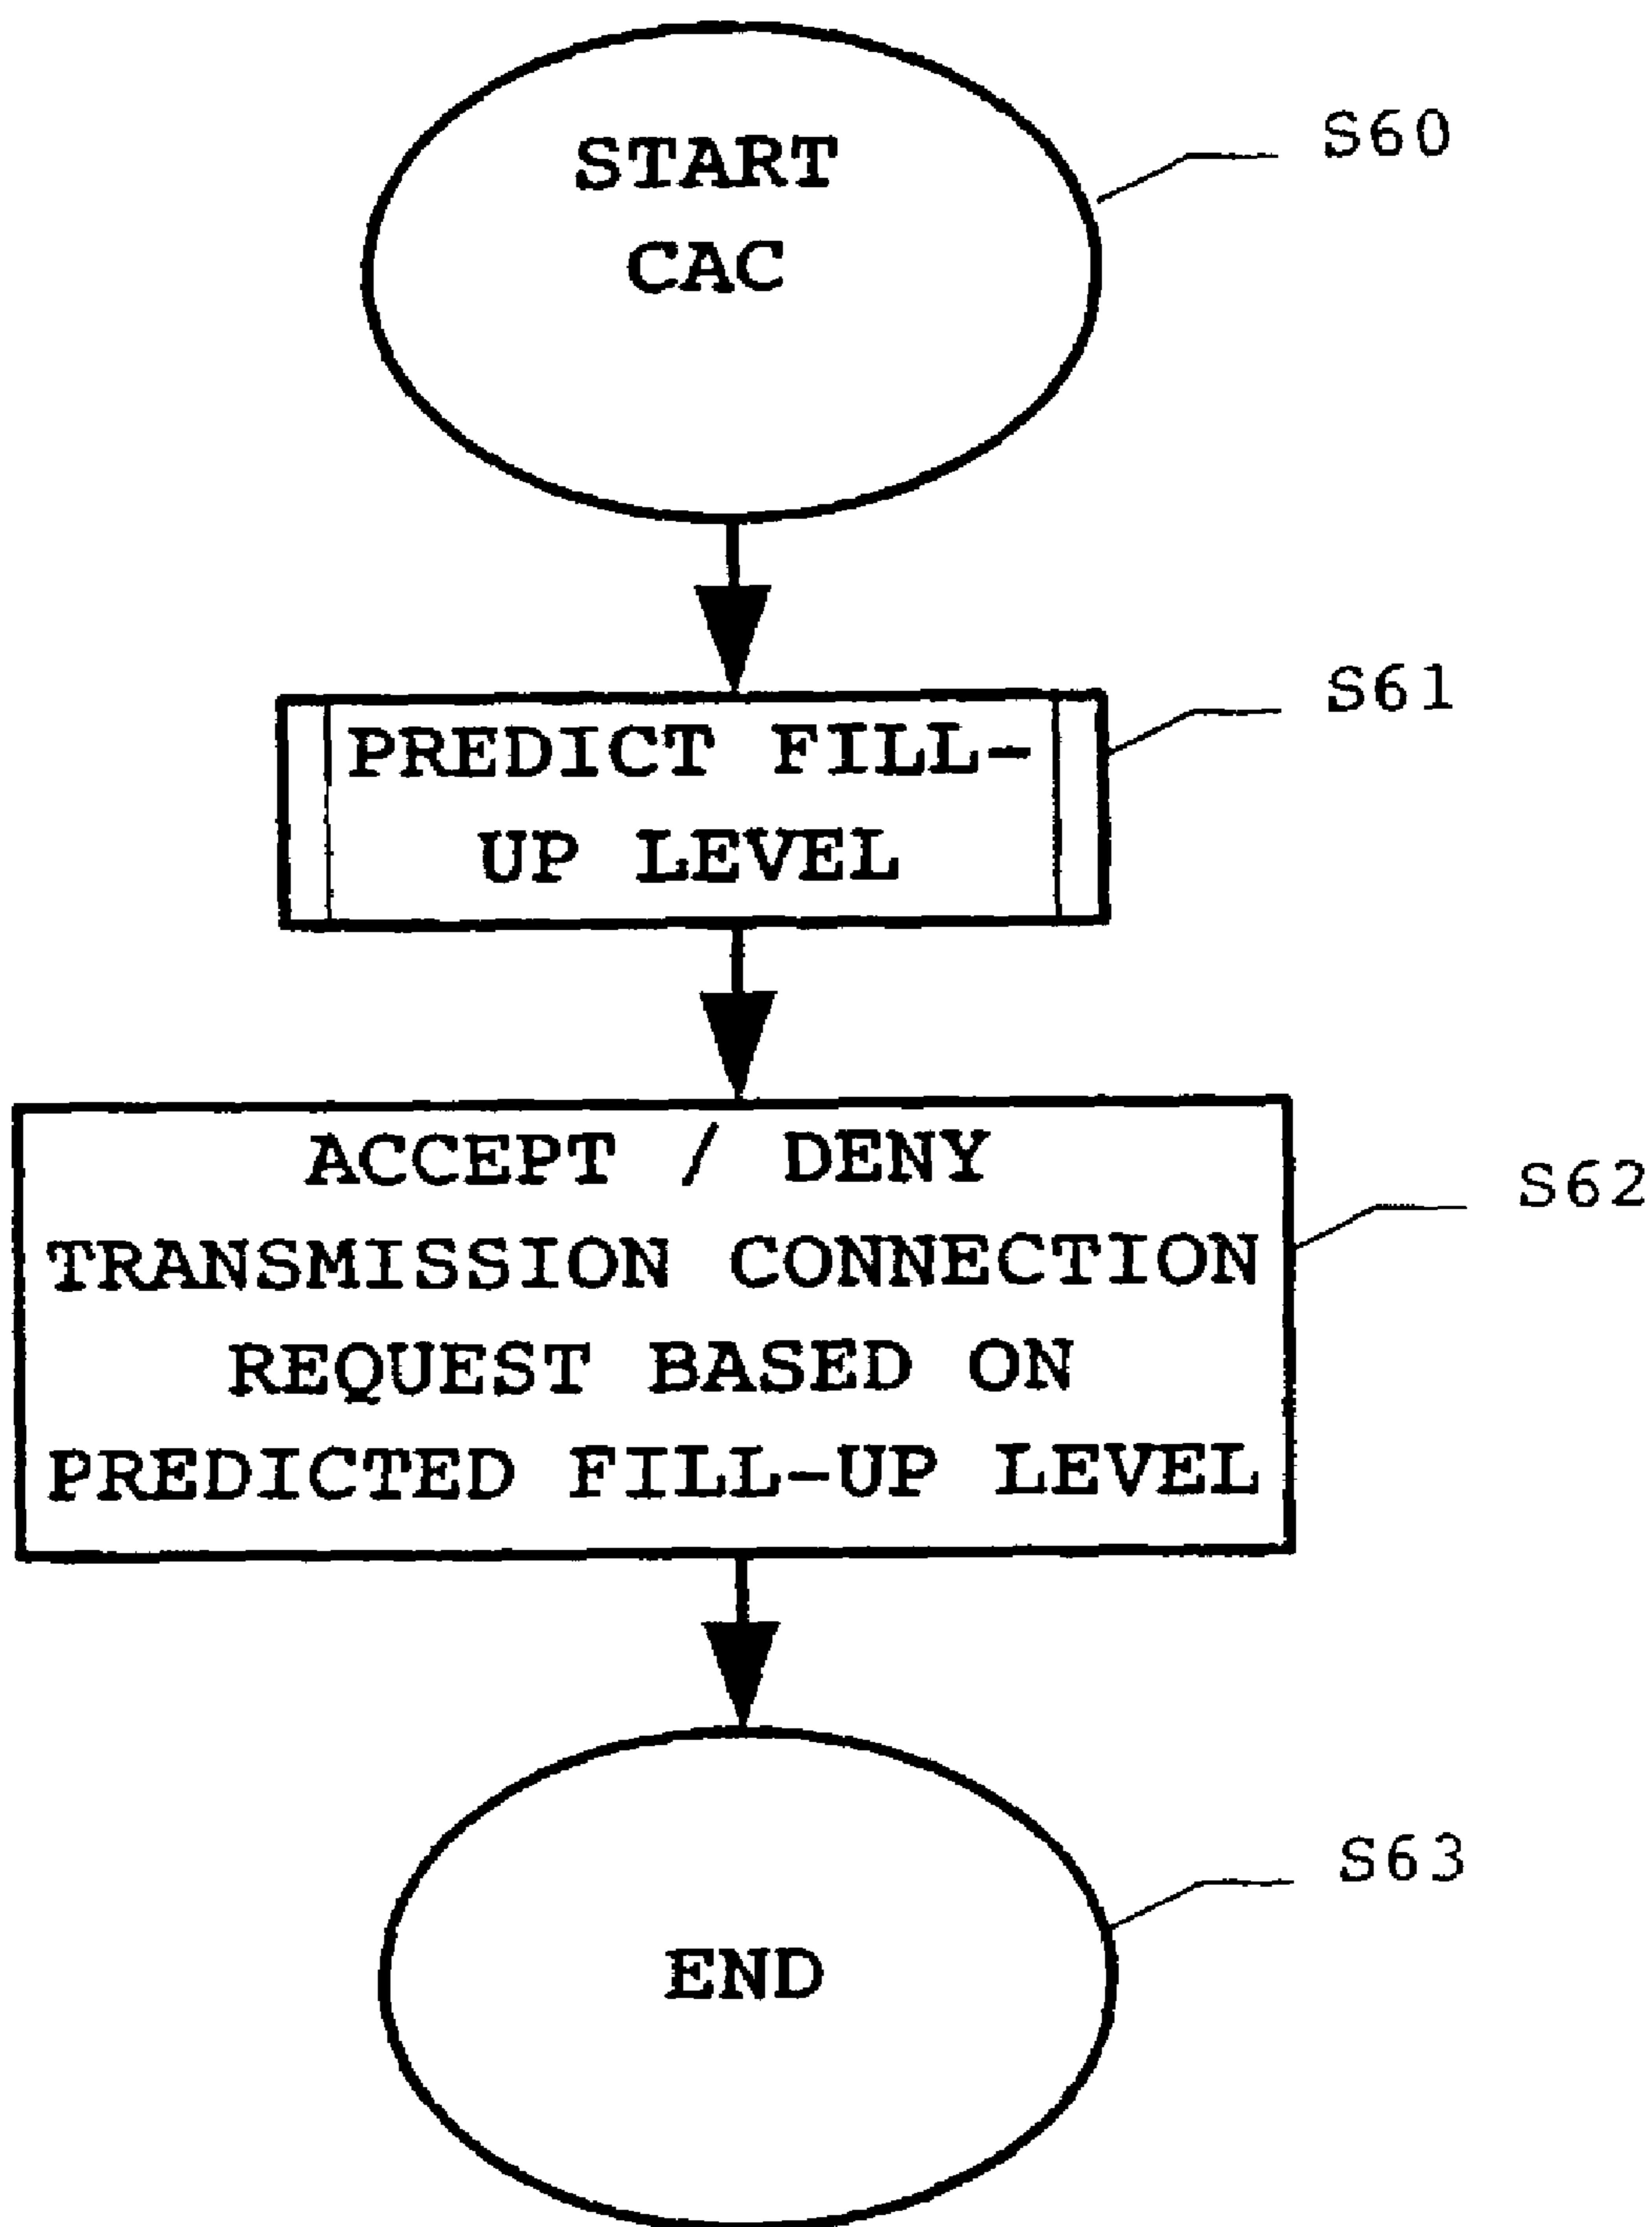 START
CAC
S60
PREDICT FILL-
UP LEVEL
S61
ACCEPT / DENY
TRANSMISSION CONNECTION
REQUEST BASED ON
PREDICTED FILL-UP LEVEL
S62
END
S63